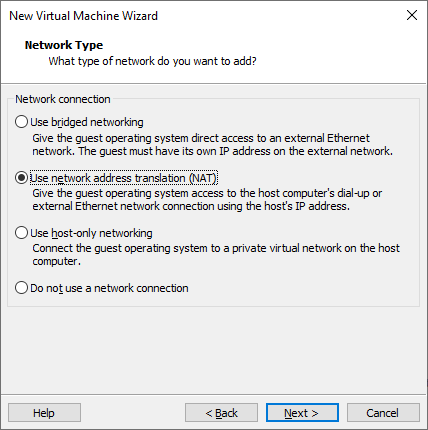 New Virtual Machine Wizard
Network Type
What type of network do you want to add?
Network connection
Use bridged networking
Give the guest operating system direct access to an external Ethernet
network. The guest must have its own IP address on the external network.
Use network address translation (NAT)
Give the guest operating system access to the host computer's dial-up or
external Ethernet network connection using the host's IP address.
Use host-only networking
Connect the guest operating system to a private virtual network on the host
computer.
Do not use a network connection
Help
< Back
Next >
Cancel